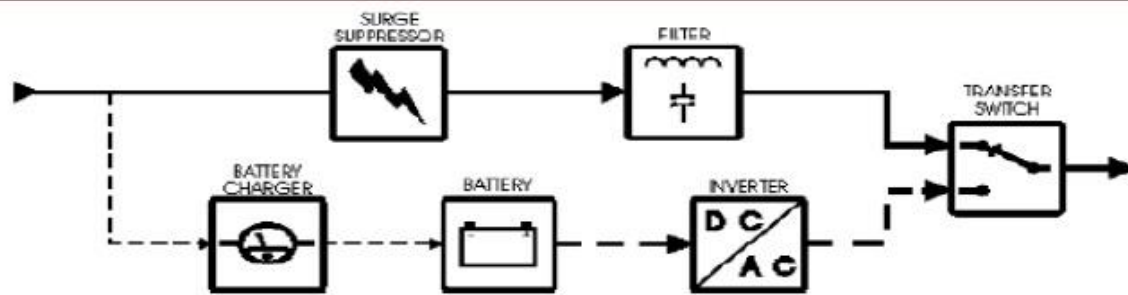 SURGE
SUPPRESSOR
FILTER
TRANSFER
SWITCH
BATTERY
CHARGER
BATTERY
INVERTER
D C
A C